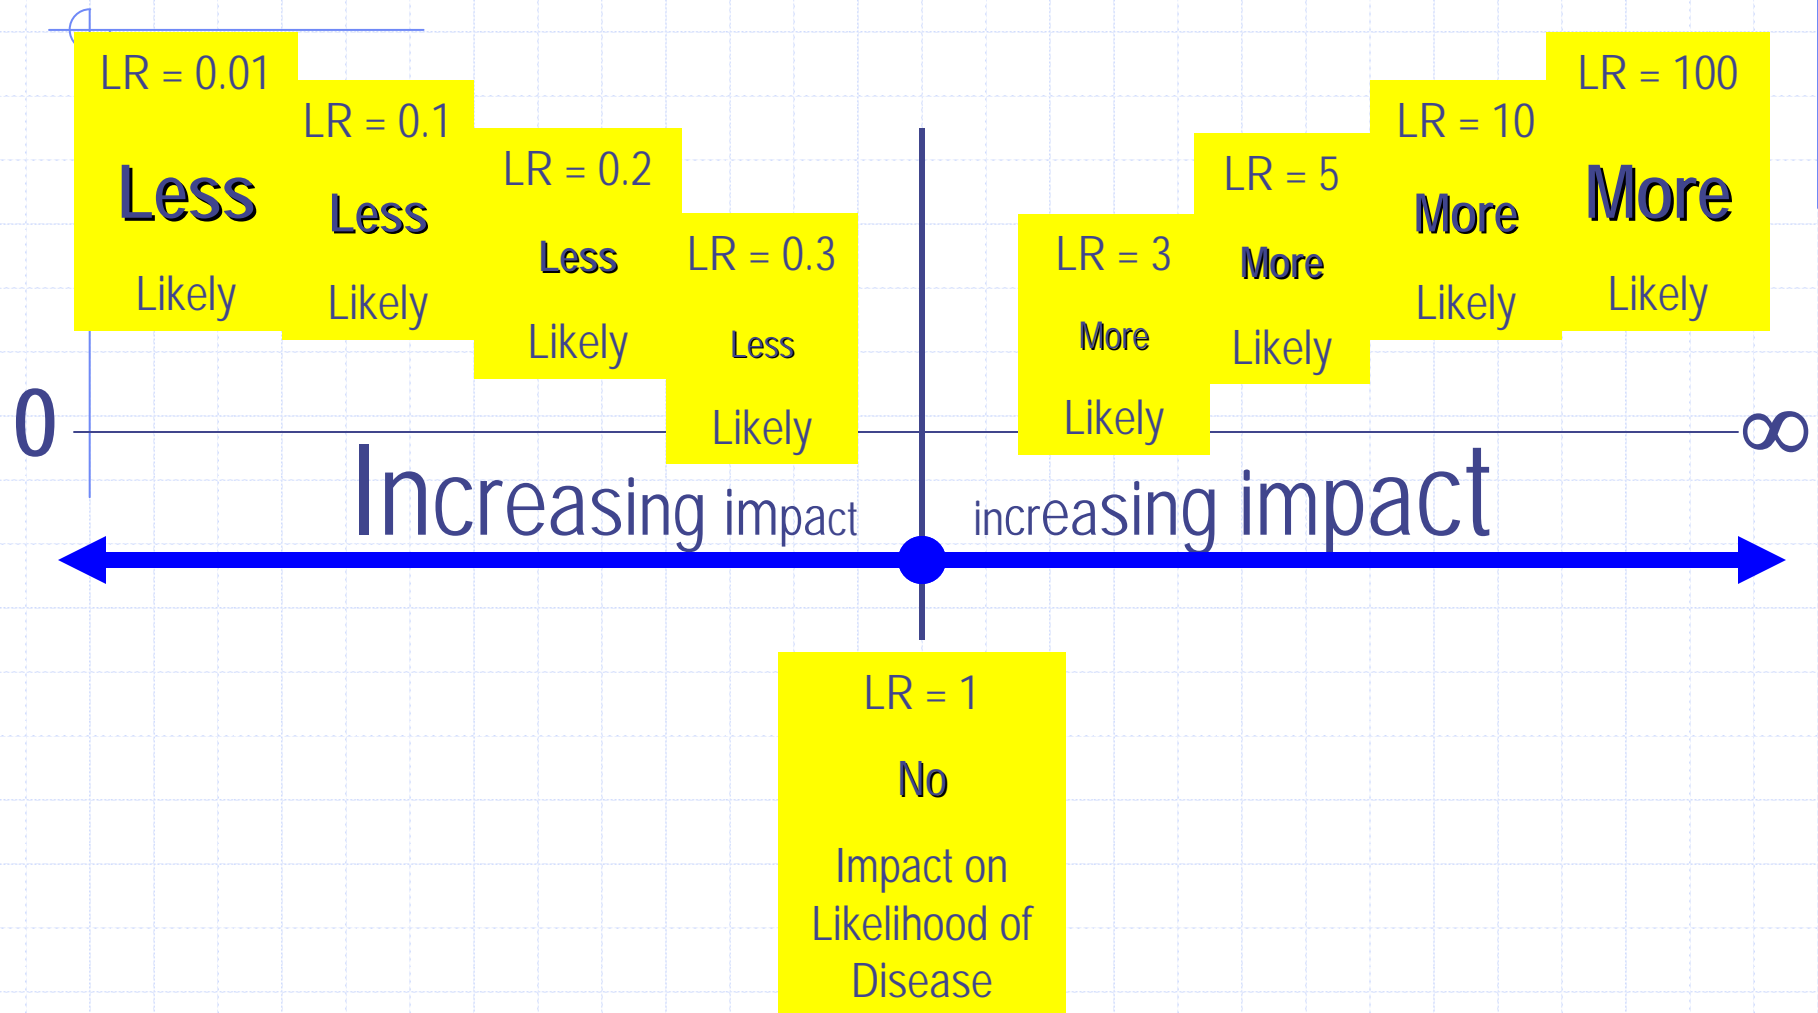 LR = 0.01
Less
Likely
LR = 0.1
Less
Likely
LR = 0.2
Less
Likely
LR = 0.3
Less
Likely
LR = 3
More
Likely
LR = 5
More
Likely
LR = 10
More
Likely
LR = 100
More
Likely
0
∞
Increasing impact
increasing impact
LR = 1
No
Impact on
Likelihood of
Disease